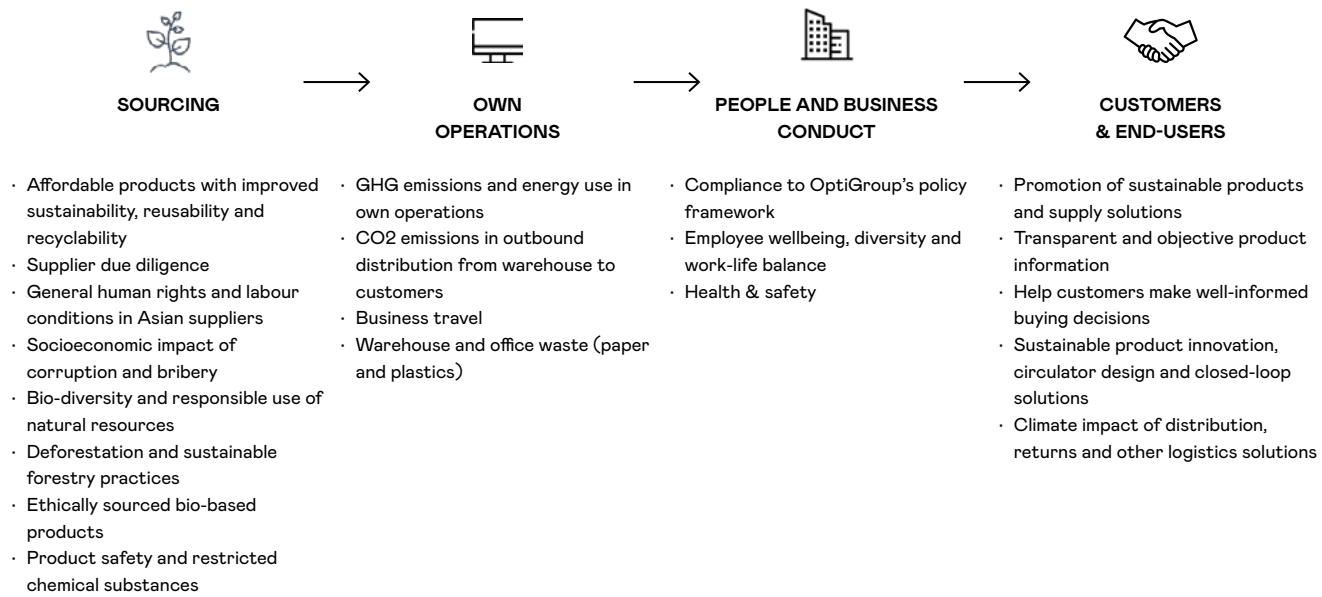 SOURCING
· Affordable products with improved
sustainability, reusability and
recyclability
· Supplier due diligence
· General human rights and labour
conditions in Asian suppliers
· Socioeconomic impact of
corruption and bribery
· Bio-diversity and responsible use of
natural resources
· Deforestation and sustainable
forestry practices
· Ethically sourced bio-based
products
· Product safety and restricted
chemical substances
OWN
OPERATIONS
· GHG emissions and energy use in
own operations
· CO2 emissions in outbound
distribution from warehouse to
customers
· Business travel
· Warehouse and office waste (paper
and plastics)
PEOPLE AND BUSINESS
CONDUCT
· Compliance to OptiGroup’s policy
framework
· Employee wellbeing, diversity and
work-life balance
· Health & safety
CUSTOMERS
& END-USERS
· Promotion of sustainable products
and supply solutions
· Transparent and objective product
information
· Help customers make well-informed
buying decisions
· Sustainable product innovation,
circulator design and closed-loop
solutions
· Climate impact of distribution,
returns and other logistics solutions